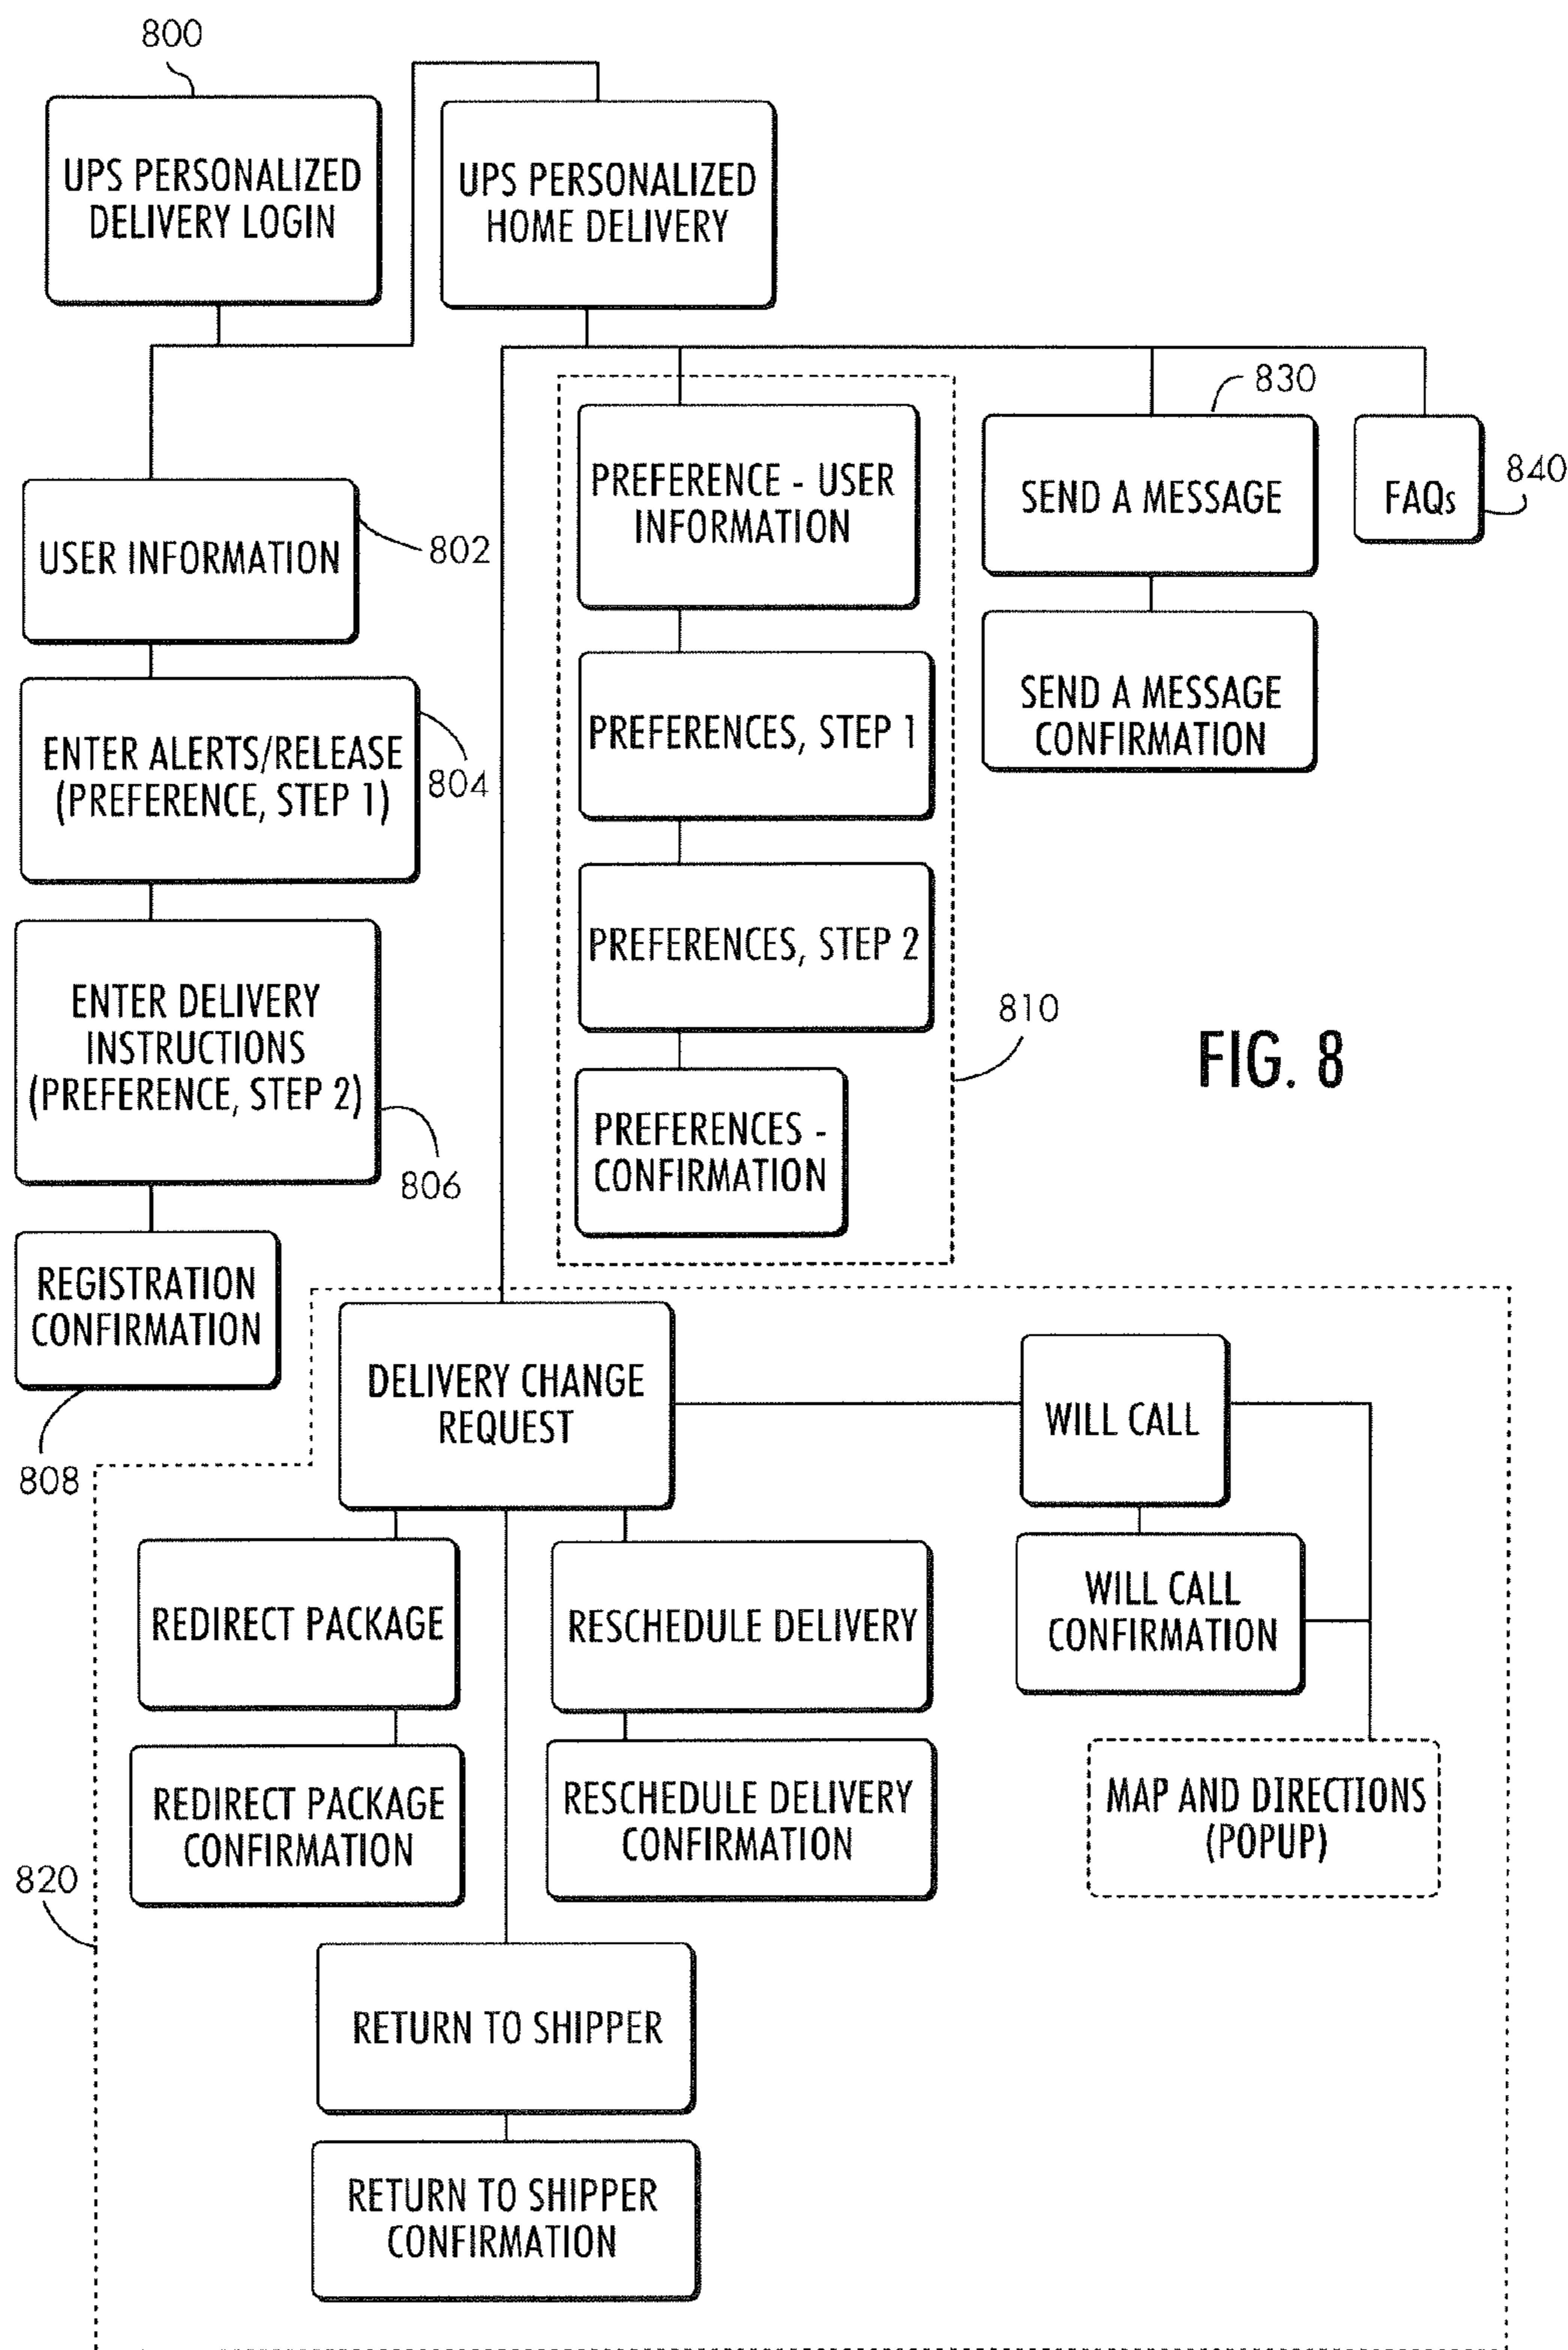 800
UPS PERSONALIZED
DELIVERY LOGIN
UPS PERSONALIZED
HOME DELIVERY
USER INFORMATION
802
ENTER ALERTS/RELEASE
(PREFERENCE, STEP 1)
804
ENTER DELIVERY
INSTRUCTIONS
(PREFERENCE, STEP 2)
806
REGISTRATION
CONFIRMATION
808
PREFERENCE - USER
INFORMATION
PREFERENCES, STEP 1
PREFERENCES, STEP 2
PREFERENCES -
CONFIRMATION
810
830
SEND A MESSAGE
SEND A MESSAGE
CONFIRMATION
FAQs
840
FIG. 8
DELIVERY CHANGE
REQUEST
WILL CALL
WILL CALL
CONFIRMATION
MAP AND DIRECTIONS
(POPUP)
REDIRECT PACKAGE
REDIRECT PACKAGE
CONFIRMATION
RESCHEDULE DELIVERY
RESCHEDULE DELIVERY
CONFIRMATION
820
RETURN TO SHIPPER
RETURN TO SHIPPER
CONFIRMATION